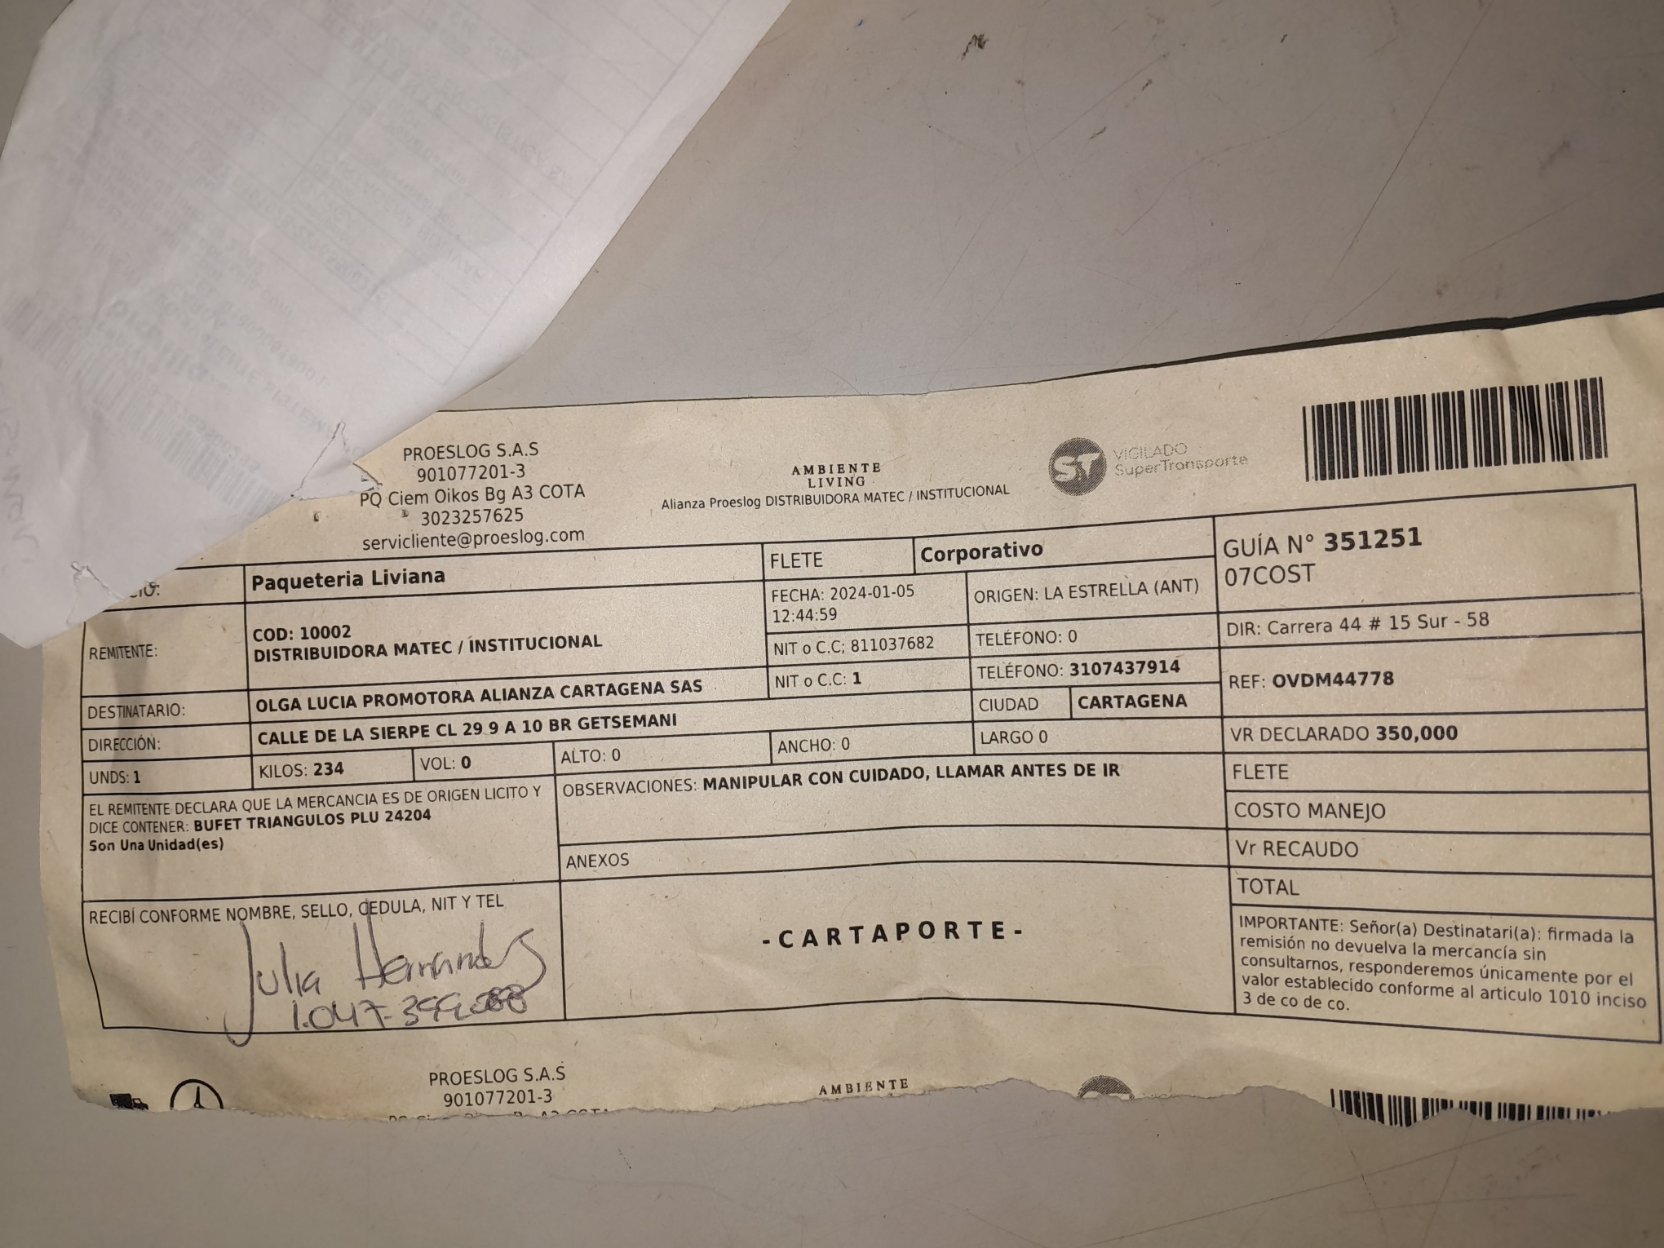 PROESLOG S.A.S
901077201-3
PQ Ciem Oikos Bg A3 COTA
3023257625
servicliente@proeslog.com
AMBIENTE
LIVING
Alianza Proeslog DISTRIBUIDORA MATEC / INSTITUCIONAL
ST VIGILADO
SuperTransporte
Paqueteria Liviana
FLETE
Corporativo
GUÍA N° 351251
07COST
REMITENTE:
COD: 10002
DISTRIBUIDORA MATEC / INSTITUCIONAL
FECHA: 2024-01-05
12:44:59
ORIGEN: LA ESTRELLA (ANT)
DIR: Carrera 44 # 15 Sur - 58
NIT o C.C; 811037682
TELÉFONO: 0
DESTINATARIO:
OLGA LUCIA PROMOTORA ALIANZA CARTAGENA SAS
NIT o C.C: 1
TELÉFONO: 3107437914
REF: OVDM44778
DIRECCIÓN:
CALLE DE LA SIERPE CL 29 9 A 10 BR GETSEMANI
CIUDAD
CARTAGENA
UNDS: 1
KILOS: 234
VOL: 0
ALTO: 0
ANCHO: 0
LARGO 0
VR DECLARADO 350,000
EL REMITENTE DECLARA QUE LA MERCANCIA ES DE ORIGEN LICITO Y
DICE CONTENER: BUFET TRIANGULOS PLU 24204
Son Una Unidad(es)
OBSERVACIONES: MANIPULAR CON CUIDADO, LLAMAR ANTES DE IR
ANEXOS
FLETE
COSTO MANEJO
Vr RECAUDO
TOTAL
RECIBÍ CONFORME NOMBRE, SELLO, CEDULA, NIT Y TEL
Julia Hernandez
-CARTAPORTE-
IMPORTANTE: Señor(a) Destinatari(a): firmada la
remisión no devuelva la mercancía sin
consultarnos, responderemos únicamente por el
valor establecido conforme al articulo 1010 inciso
3 de co de co.
PROESLOG S.A.S
901077201-3
AMBIENTE